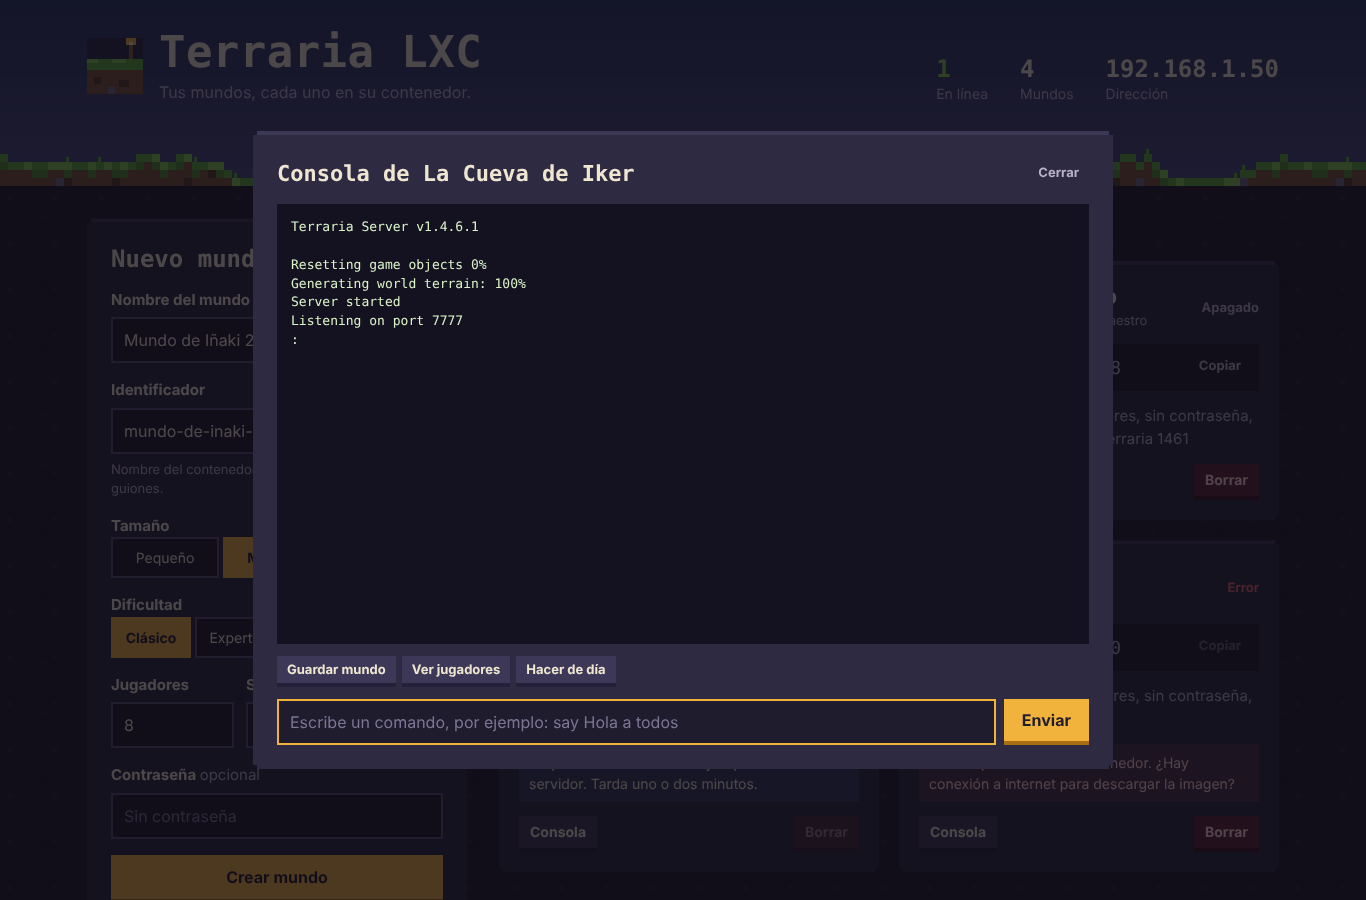 Terraria LXC
Tus mundos, cada uno en su contenedor.
1
En línea
4
Mundos
192.168.1.50
Dirección
Consola de La Cueva de Iker
Cerrar
Terraria Server v1.4.6.1
Resetting game objects 0%
Generating world terrain: 100%
Server started
Listening on port 7777
:
Guardar mundo
Ver jugadores
Hacer de día
Escribe un comando, por ejemplo: say Hola a todos
Enviar
Nuevo mund
Nombre del mundo
Mundo de Iñaki 2
Identificador
mundo-de-inaki-
Nombre del contenedo
guiones.
Tamaño
Pequeño
M
Dificultad
Clásico
Expert
Jugadores
S
8
Contraseña opcional
Sin contraseña
Crear mundo
Apagado
8
Copiar
res, sin contraseña,
1461
Borrar
servidor. Tarda uno o dos minutos.
Consola
Borrar
Error
0
Copiar
res, sin contraseña,
nedor. ¿Hay
conexión a internet para descargar la imagen?
Consola
Borrar